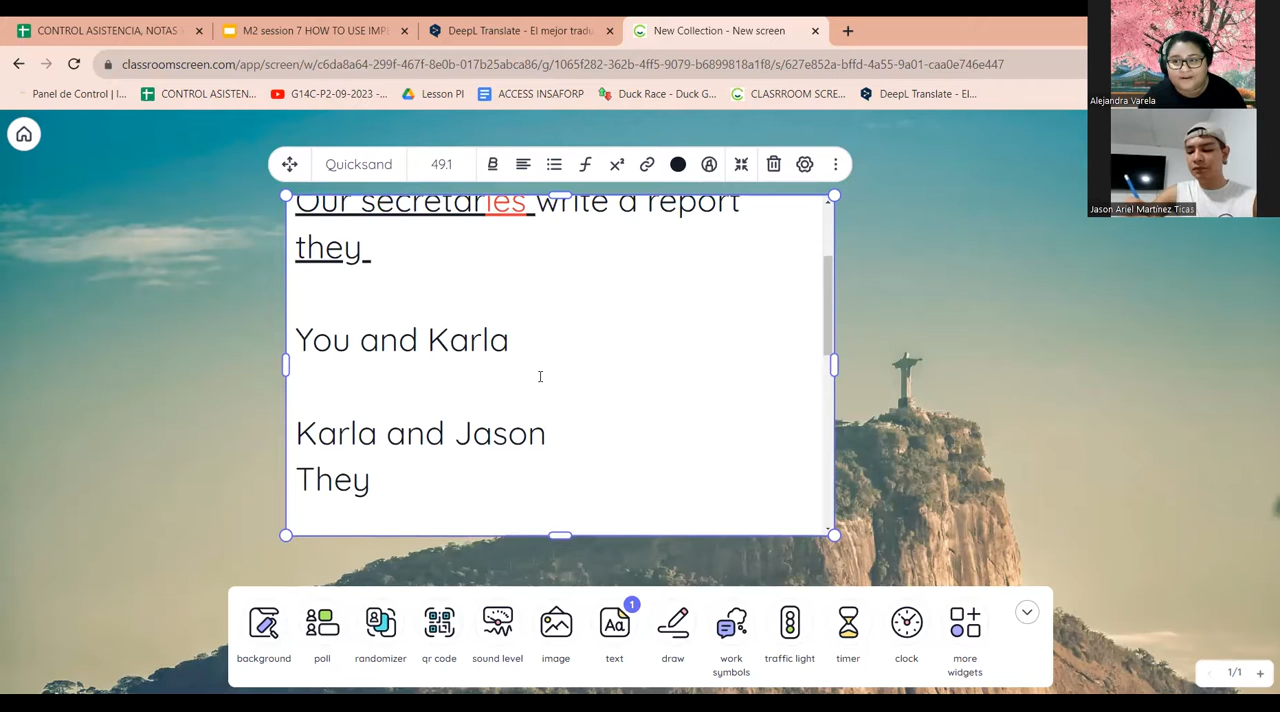 CONTROL ASISTENCIA, NOTAS
M2 session 7 HOW TO USE IMP
DeepL Translate - El mejor tradu
New Collection - New screen
classroomscreen.com/app/screen/w/c6da8a64-299f-467f-8e0b-017b25abca86/g/1065f282-362b-4ff5-9079-b6899818a1f8/s/627e852a-bffd-4a55-9a01-caa0e746e447
Panel de Control | I...
CONTROL ASISTEN...
G14C-P2-09-2023 -...
Lesson PI
ACCESS INSAFORP
Duck Race - Duck G...
CLASRROOM SCRE...
DeepL Translate - El...
Alejandra Varela
Jason Ariel Martínez Ticas
Quicksand 49.1
Our secretaries write a report
they
You and Karla
Karla and Jason
They
1
background poll randomizer qr code sound level image text draw work symbols traffic light timer clock more widgets
1/1